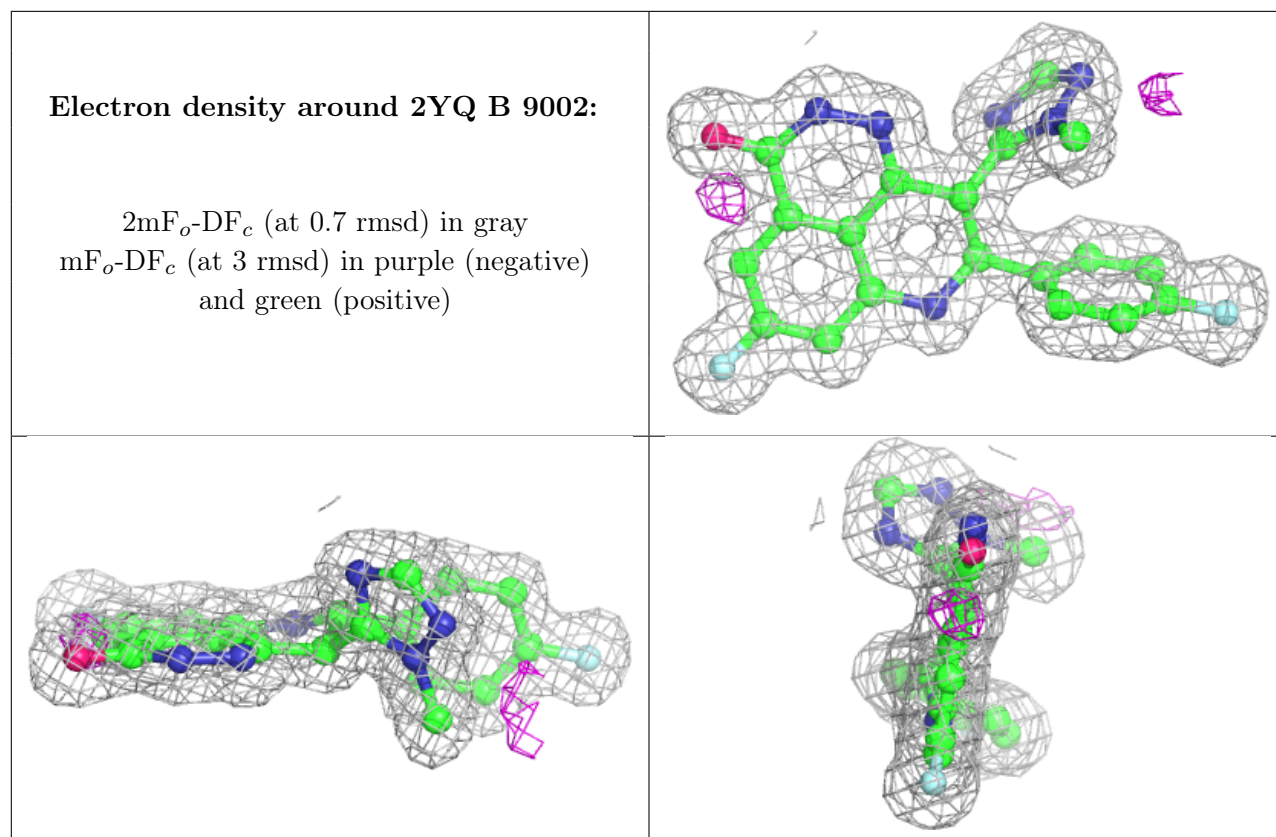 Electron density around 2YQ B 9002:
2mFo-DFc (at 0.7 rmsd) in gray
mFo-DFc (at 3 rmsd) in purple (negative)
and green (positive)